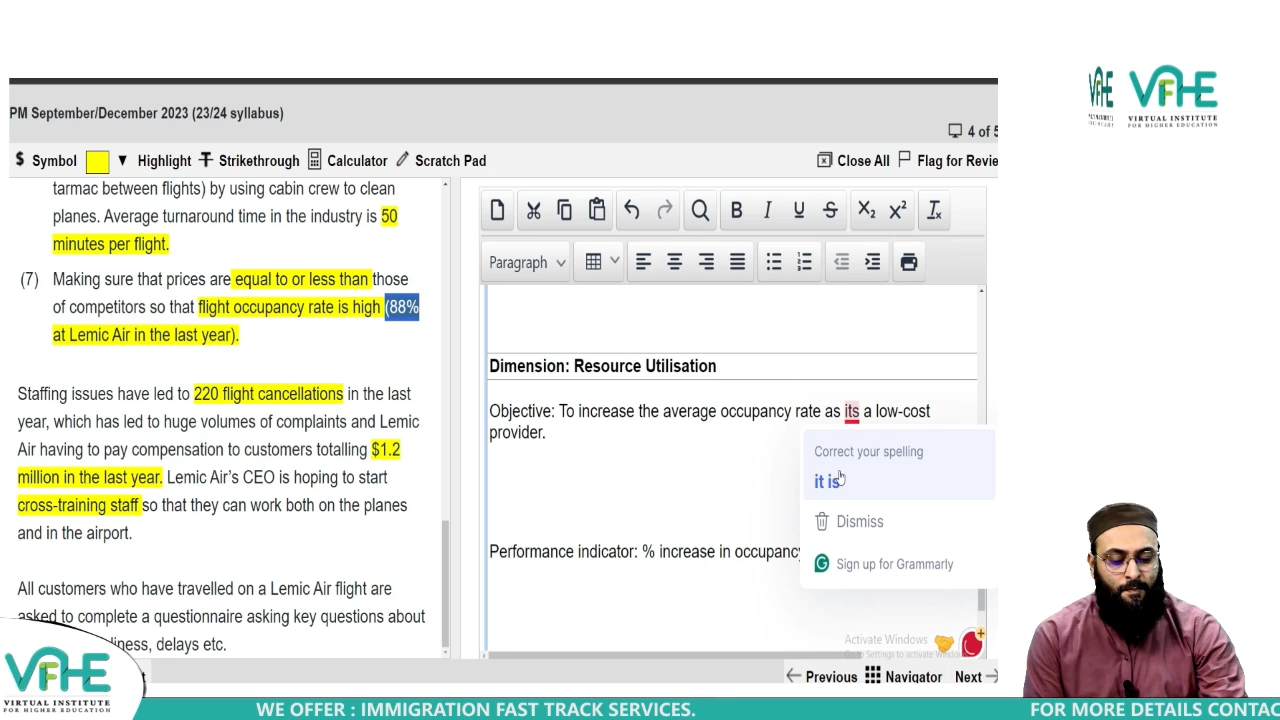 VIRTUAL INSTITUTE
FOR HIGHER EDUCATION
PM September/December 2023 (23/24 syllabus)
4 of 5
Symbol Highlight Strikethrough Calculator Scratch Pad
Close All Flag for Revie
tarmac between flights) by using cabin crew to clean
planes. Average turnaround time in the industry is 50
minutes per flight.
(7) Making sure that prices are equal to or less than those
of competitors so that flight occupancy rate is high (88%
at Lemic Air in the last year).
Staffing issues have led to 220 flight cancellations in the last
year, which has led to huge volumes of complaints and Lemic
Air having to pay compensation to customers totalling $1.2
million in the last year. Lemic Air's CEO is hoping to start
cross-training staff so that they can work both on the planes
and in the airport.
All customers who have travelled on a Lemic Air flight are
asked to complete a questionnaire asking key questions about
iness, delays etc.
Paragraph
Dimension: Resource Utilisation
Objective: To increase the average occupancy rate as its a low-cost
provider.
Correct your spelling
it is
Dismiss
Sign up for Grammarly
Performance indicator: % increase in occupancy
Activate Windows
Go to Settings to activate Window
Previous Navigator Next
VFHE
VIRTUAL INSTITUTE
FOR HIGHER EDUCATION
WE OFFER : IMMIGRATION FAST TRACK SERVICES.
FOR MORE DETAILS CONTAC